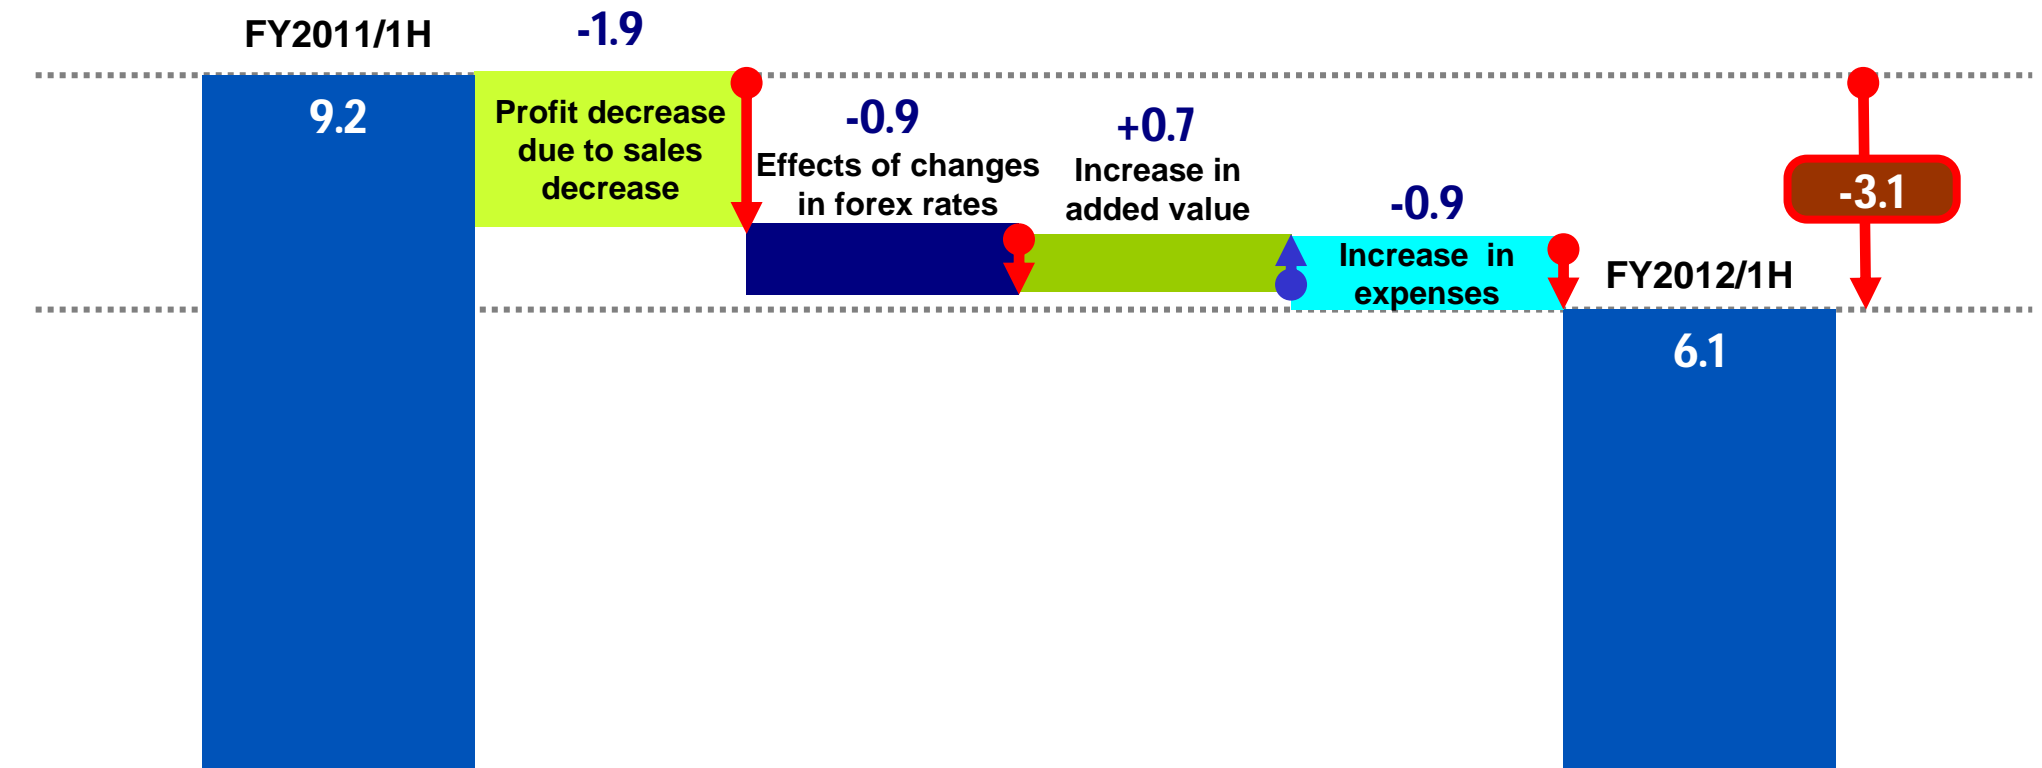 FY2011/1H
9.2
-1.9
Profit decrease
due to sales
decrease
-0.9
Effects of changes
in forex rates
+0.7
Increase in
added value
-0.9
Increase in
expenses
FY2012/1H
6.1
-3.1